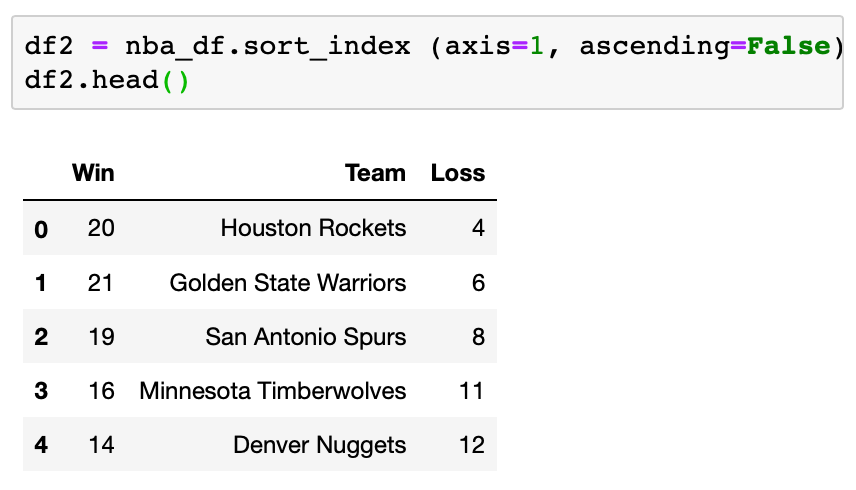 df2 = nba_df.sort_index (axis=1, ascending=False)
df2.head()
Win Team Loss
0 20 Houston Rockets 4
1 21 Golden State Warriors 6
2 19 San Antonio Spurs 8
3 16 Minnesota Timberwolves 11
4 14 Denver Nuggets 12